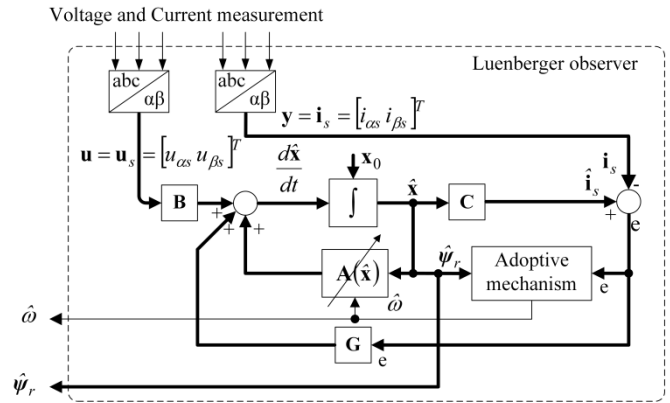 Voltage and Current measurement
abc
αβ
abc
αβ
Luenberger observer
y = i_s = [i_αs i_βs]^T
u = u_s = [u_αs u_βs]^T
dx̂/dt
x_0
x̂
i_s
î_s
-
+
e
B
+
+
+
∫
C
A(x̂)
ψ̂_r
Adoptive
mechanism
e
ω̂
ω̂
G
e
ψ̂_r